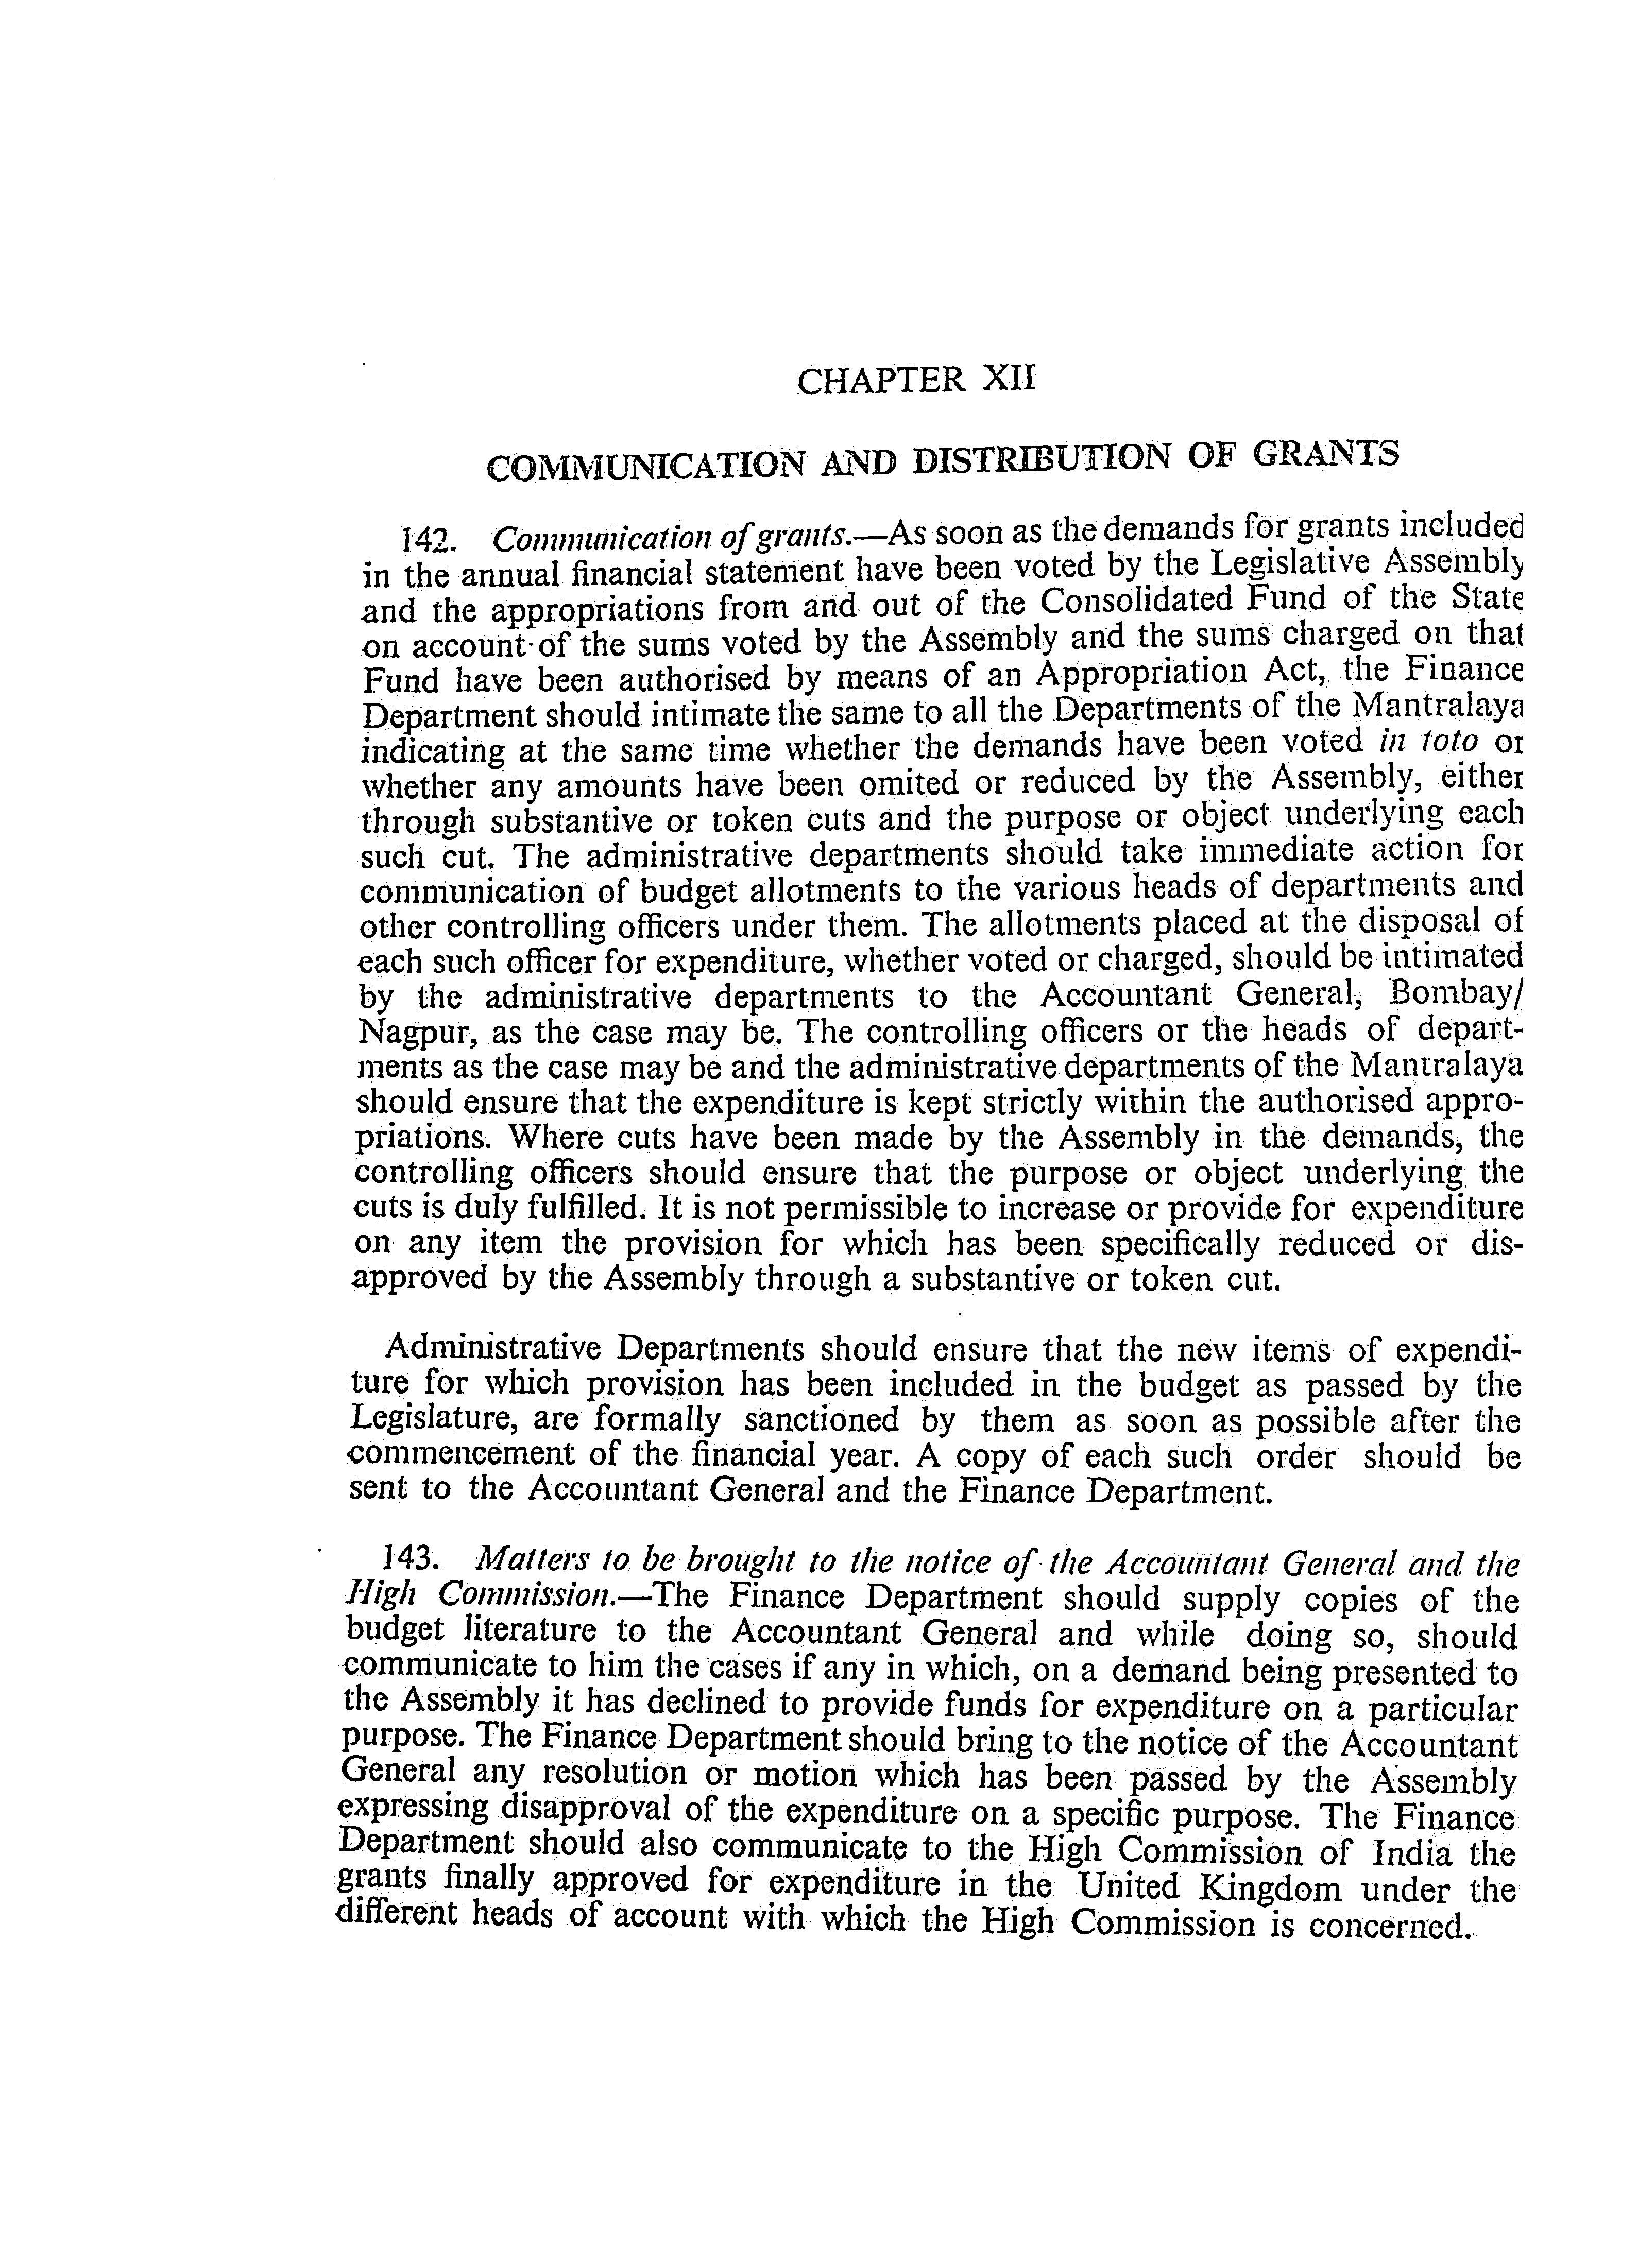 CHAPTER XII
COMMUNICATION AND DISTRIBUTION OF GRANTS
142. Communication of grants.—As soon as the demands for grants included
in the annual financial statement have been voted by the Legislative Assembly
and the appropriations from and out of the Consolidated Fund of the State
on account of the sums voted by the Assembly and the sums charged on that
Fund have been authorised by means of an Appropriation Act, the Finance
Department should intimate the same to all the Departments of the Mantralaya
indicating at the same time whether the demands have been voted in toto or
whether any amounts have been omited or reduced by the Assembly, either
through substantive or token cuts and the purpose or object underlying each
such cut. The administrative departments should take immediate action for
communication of budget allotments to the various heads of departments and
other controlling officers under them. The allotments placed at the disposal of
each such officer for expenditure, whether voted or charged, should be intimated
by the administrative departments to the Accountant General, Bombay/
Nagpur, as the case may be. The controlling officers or the heads of depart-
ments as the case may be and the administrative departments of the Mantralaya
should ensure that the expenditure is kept strictly within the authorised appro-
priations. Where cuts have been made by the Assembly in the demands, the
controlling officers should ensure that the purpose or object underlying the
cuts is duly fulfilled. It is not permissible to increase or provide for expenditure
on any item the provision for which has been specifically reduced or dis-
approved by the Assembly through a substantive or token cut.
Administrative Departments should ensure that the new items of expendi-
ture for which provision has been included in the budget as passed by the
Legislature, are formally sanctioned by them as soon as possible after the
commencement of the financial year. A copy of each such order should be
sent to the Accountant General and the Finance Department.
143. Matters to be brought to the notice of the Accountant General and the
High Commission.—The Finance Department should supply copies of the
budget literature to the Accountant General and while doing so, should
communicate to him the cases if any in which, on a demand being presented to
the Assembly it has declined to provide funds for expenditure on a particular
purpose. The Finance Department should bring to the notice of the Accountant
General any resolution or motion which has been passed by the Assembly
expressing disapproval of the expenditure on a specific purpose. The Finance
Department should also communicate to the High Commission of India the
grants finally approved for expenditure in the United Kingdom under the
different heads of account with which the High Commission is concerned.